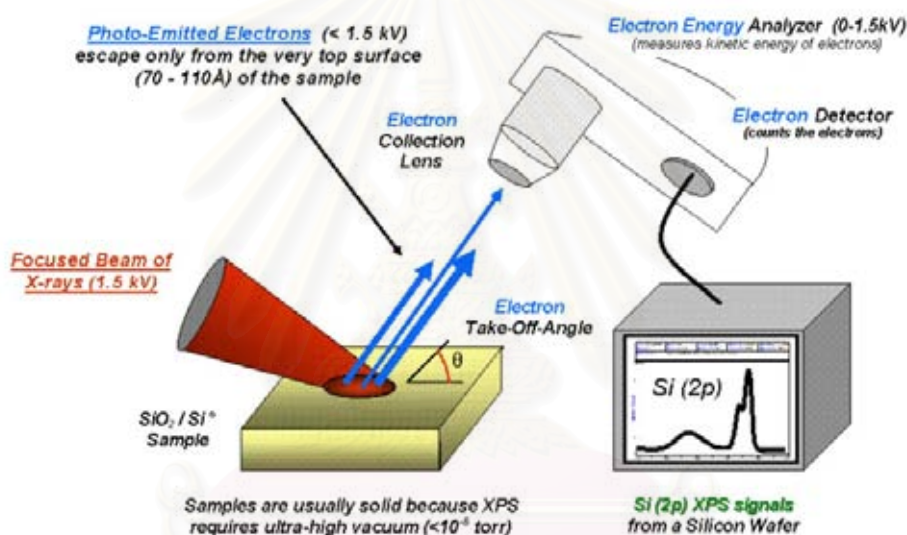 Photo-Emitted Electrons (< 1.5 kV)
escape only from the very top surface
(70 - 110Å) of the sample
Electron Energy Analyzer (0-1.5kV)
(measures kinetic energy of electrons)
Electron
Collection
Lens
Electron Detector
(counts the electrons)
Focused Beam of
X-rays (1.5 kV)
Electron
Take-Off-Angle
θ
SiO₂ / Si°
Sample
Si (2p)
Samples are usually solid because XPS
requires ultra-high vacuum (<10⁻⁸ torr)
Si (2p) XPS signals
from a Silicon Wafer